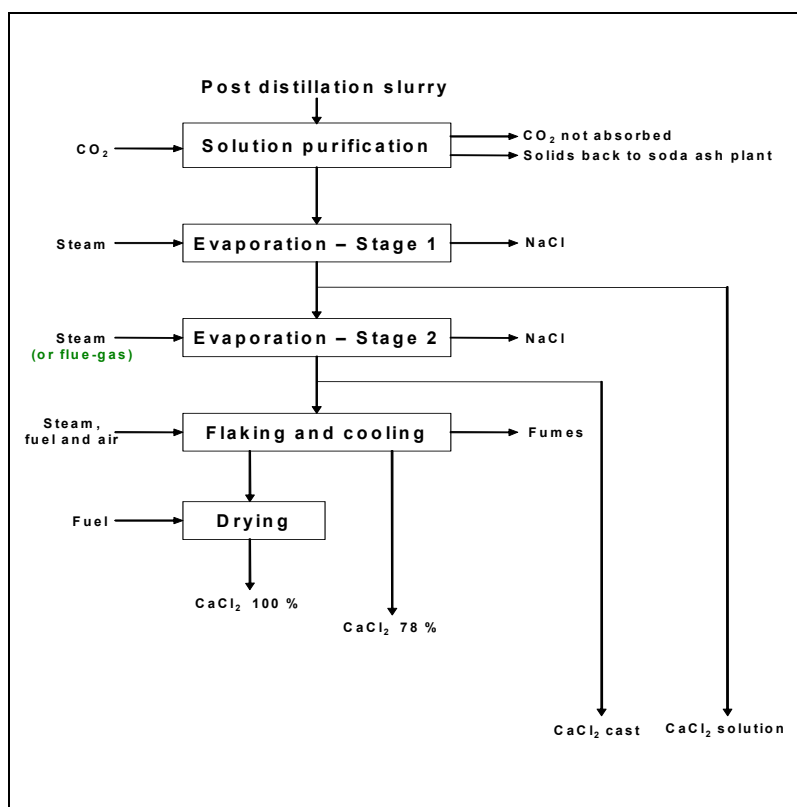 Post distillation slurry
CO₂
Solution purification
CO₂ not absorbed
Solids back to soda ash plant
Steam
Evaporation – Stage 1
NaCl
Steam
(or flue-gas)
Evaporation – Stage 2
NaCl
Steam,
fuel and air
Flaking and cooling
Fumes
Fuel
Drying
CaCl₂ 100 %
CaCl₂ 78 %
CaCl₂ cast
CaCl₂ solution